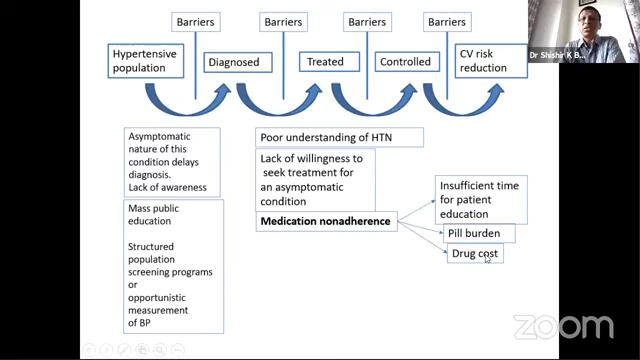 Barriers
Barriers
Barriers
Barriers
Hypertensive
population
Diagnosed
Treated
Controlled
CV risk
reduction
Dr Shishir K B...
Asymptomatic
nature of this
condition delays
diagnosis.
Lack of awareness
Mass public
education
Structured
population
screening programs
or
opportunistic
measurement
of BP
Poor understanding of HTN
Lack of willingness to
seek treatment for
an asymptomatic
condition
Medication nonadherence
Insufficient time
for patient
education
Pill burden
Drug cost
zoom